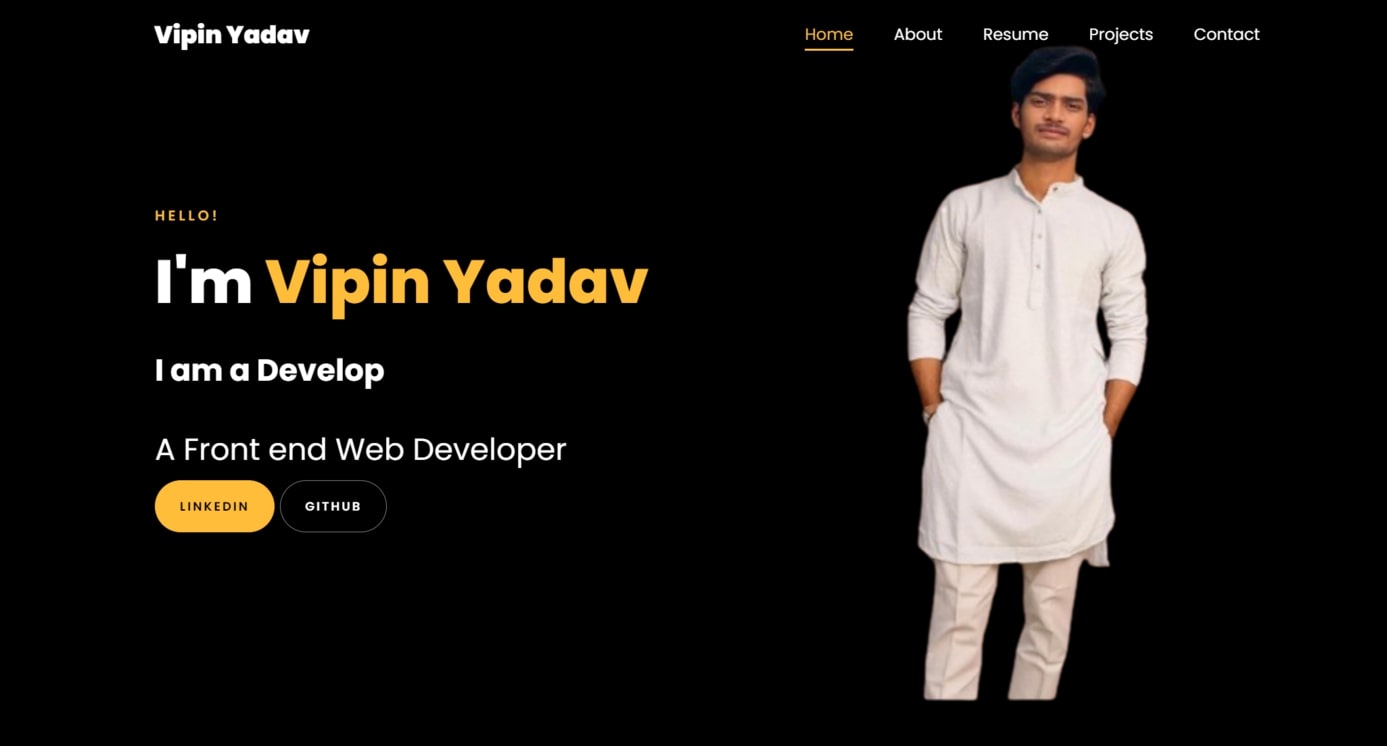 Vipin Yadav
Home About Resume Projects Contact
HELLO!
I'm Vipin Yadav
I am a Develop
A Front end Web Developer
LINKEDIN GITHUB